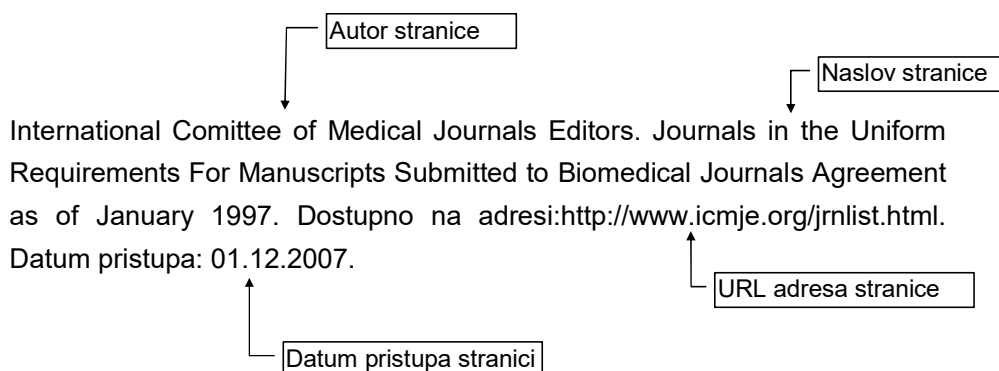 Autor stranice
Naslov stranice
International Comittee of Medical Journals Editors. Journals in the Uniform
Requirements For Manuscripts Submitted to Biomedical Journals Agreement
as of January 1997. Dostupno na adresi:http://www.icmje.org/jrnlist.html.
Datum pristupa: 01.12.2007.
URL adresa stranice
Datum pristupa stranici